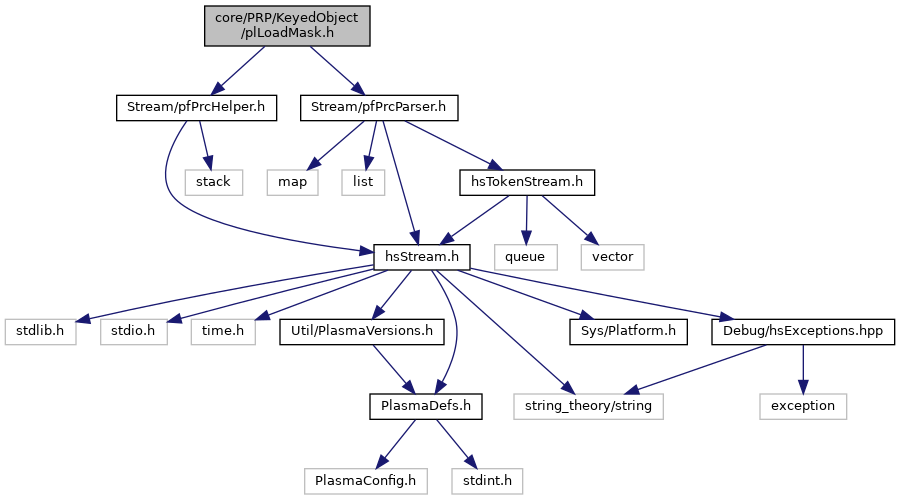 core/PRP/KeyedObject
/plLoadMask.h
Stream/pfPrcHelper.h
Stream/pfPrcParser.h
stack
map
list
hsTokenStream.h
hsStream.h
queue
vector
stdlib.h
stdio.h
time.h
Util/PlasmaVersions.h
Sys/Platform.h
Debug/hsExceptions.hpp
PlasmaDefs.h
string_theory/string
exception
PlasmaConfig.h
stdint.h